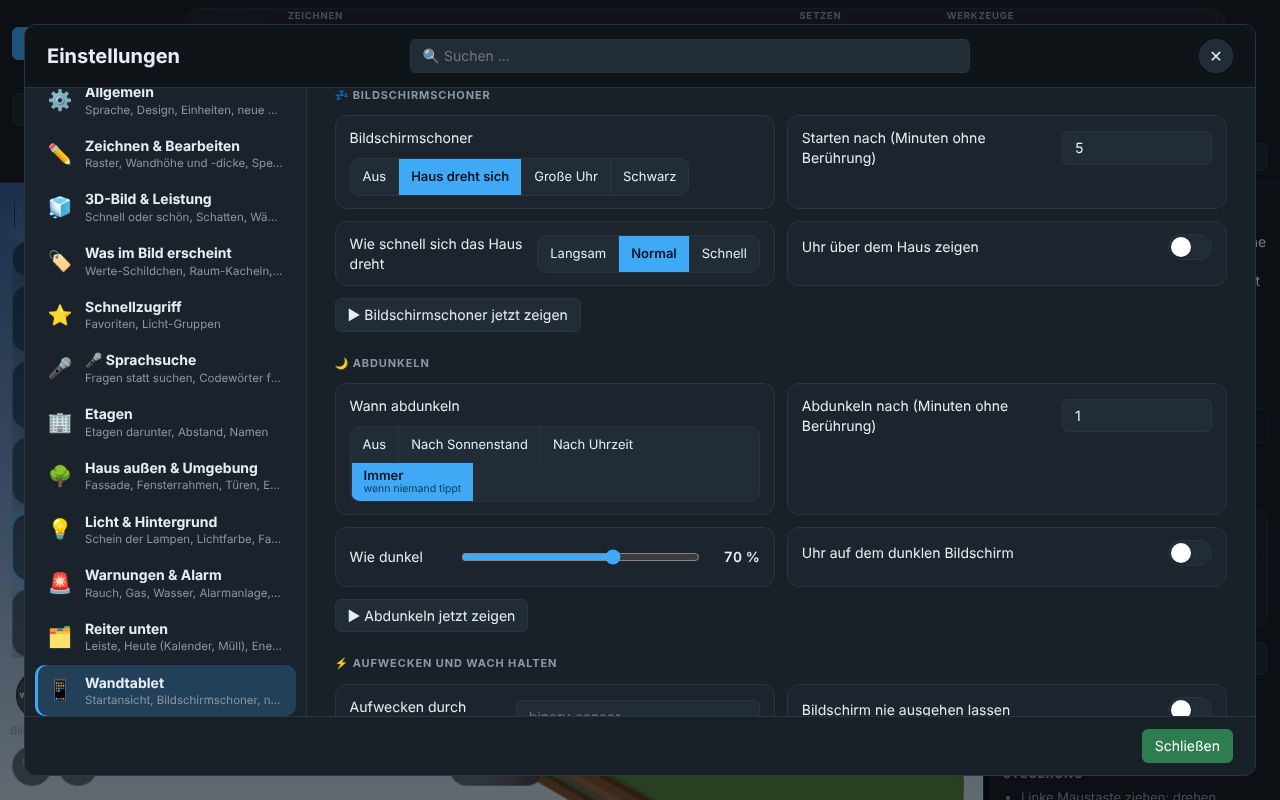 ZEICHNEN
SETZEN
WERKZEUGE
Einstellungen
Suchen ...
Allgemein
Sprache, Design, Einheiten, neue ...
Zeichnen & Bearbeiten
Raster, Wandhöhe und -dicke, Spe...
3D-Bild & Leistung
Schnell oder schön, Schatten, Wä...
Was im Bild erscheint
Werte-Schildchen, Raum-Kacheln,...
Schnellzugriff
Favoriten, Licht-Gruppen
Sprachsuche
Fragen statt suchen, Codewörter f...
Etagen
Etagen darunter, Abstand, Namen
Haus außen & Umgebung
Fassade, Fensterrahmen, Türen, E...
Licht & Hintergrund
Schein der Lampen, Lichtfarbe, Fa...
Warnungen & Alarm
Rauch, Gas, Wasser, Alarmanlage,...
Reiter unten
Leiste, Heute (Kalender, Müll), Ene...
Wandtablet
Startansicht, Bildschirmschoner, n...
BILDSCHIRMSCHONER
Bildschirmschoner
Aus Haus dreht sich Große Uhr Schwarz
Starten nach (Minuten ohne
Berührung)
5
Wie schnell sich das Haus
dreht
Langsam Normal Schnell
Uhr über dem Haus zeigen
▶ Bildschirmschoner jetzt zeigen
ABDUNKELN
Wann abdunkeln
Aus Nach Sonnenstand Nach Uhrzeit
Immer
wenn niemand tippt
Abdunkeln nach (Minuten ohne
Berührung)
1
Wie dunkel
70 %
Uhr auf dem dunklen Bildschirm
▶ Abdunkeln jetzt zeigen
AUFWECKEN UND WACH HALTEN
Aufwecken durch
Bildschirm nie ausgehen lassen
Schließen
Linke Maustaste ziehen: drehen